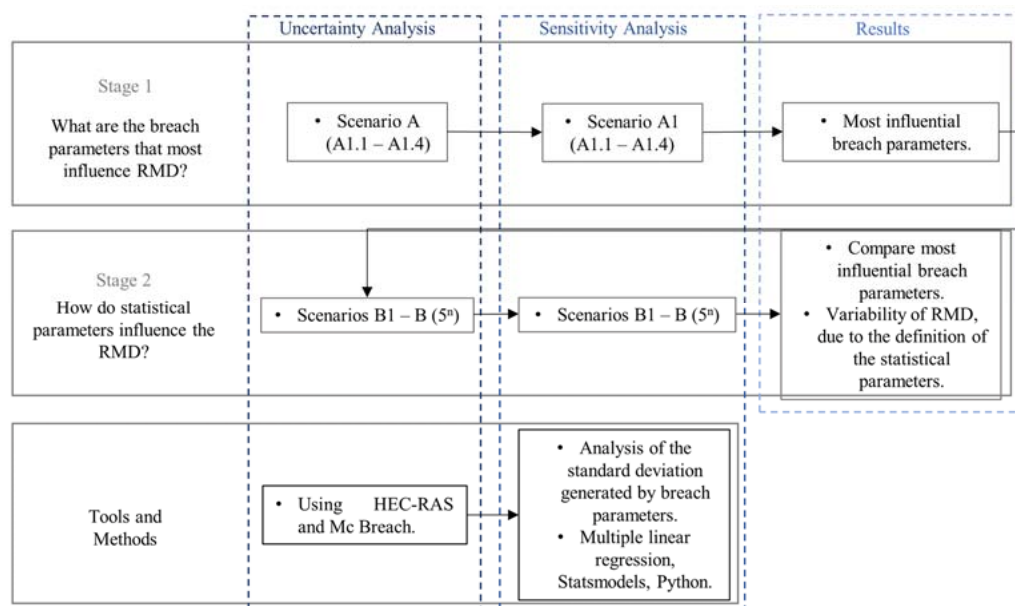 Uncertainty Analysis
Sensitivity Analysis
Results
Stage 1
What are the breach
parameters that most
influence RMD?
• Scenario A
(A1.1 – A1.4)
• Scenario A1
(A1.1 – A1.4)
• Most influential
breach parameters.
Stage 2
How do statistical
parameters influence the
RMD?
• Scenarios B1 – B (5ⁿ)
• Scenarios B1 – B (5ⁿ)
• Compare most
influential breach
parameters.
• Variability of RMD,
due to the definition of
the statistical
parameters.
Tools and
Methods
• Using HEC-RAS
and Mc Breach.
• Analysis of the
standard deviation
generated by breach
parameters.
• Multiple linear
regression,
Statsmodels, Python.